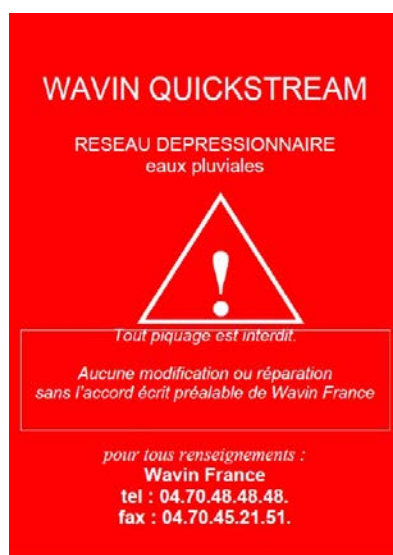 WAVIN QUICKSTREAM
RESEAU DEPRESSIONNAIRE
eaux pluviales
!
Tout piquage est interdit.
Aucune modification ou réparation
sans l'accord écrit préalable de Wavin France
pour tous renseignements :
Wavin France
tel : 04.70.48.48.48.
fax : 04.70.45.21.51.